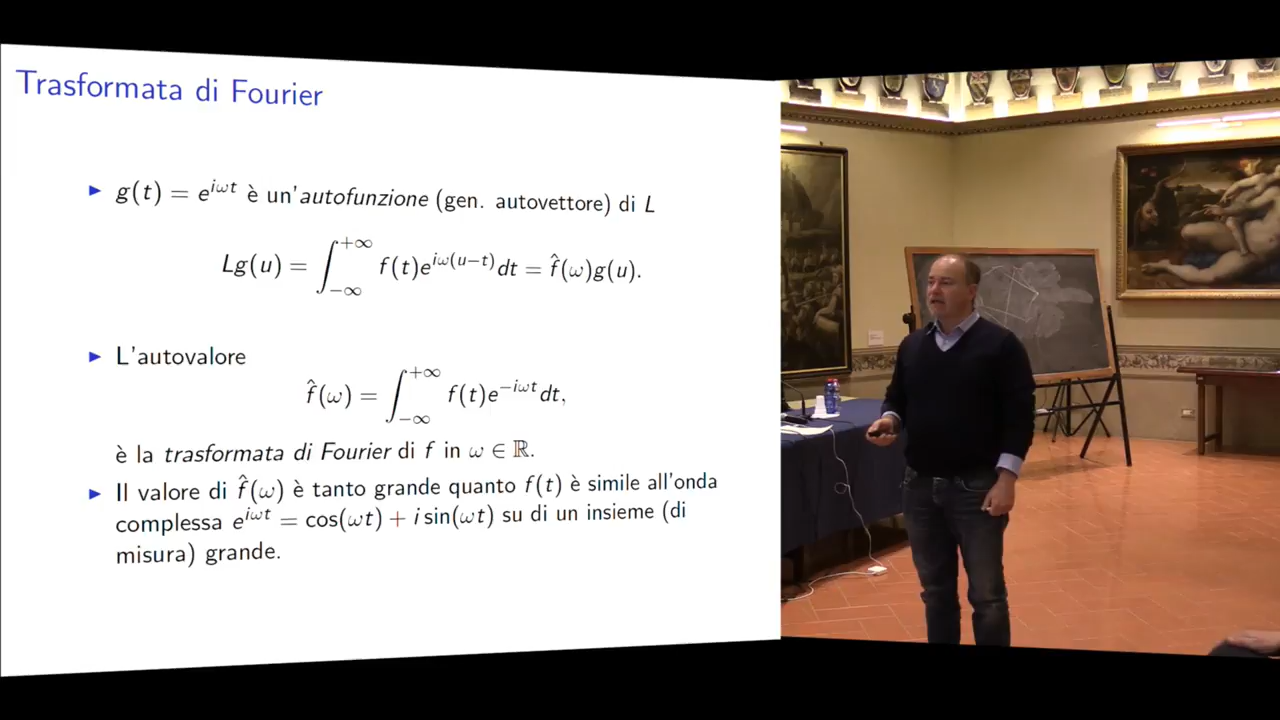 Trasformata di Fourier
g(t) = e^{iωt} è un'autofunzione (gen. autovettore) di L
Lg(u) = ∫_{−∞}^{+∞} f(t)e^{iω(u−t)}dt = f̂(ω)g(u).
L'autovalore
f̂(ω) = ∫_{−∞}^{+∞} f(t)e^{−iωt}dt,
è la trasformata di Fourier di f in ω ∈ ℝ.
Il valore di f̂(ω) è tanto grande quanto f(t) è simile all'onda
complessa e^{iωt} = cos(ωt) + i sin(ωt) su di un insieme (di
misura) grande.